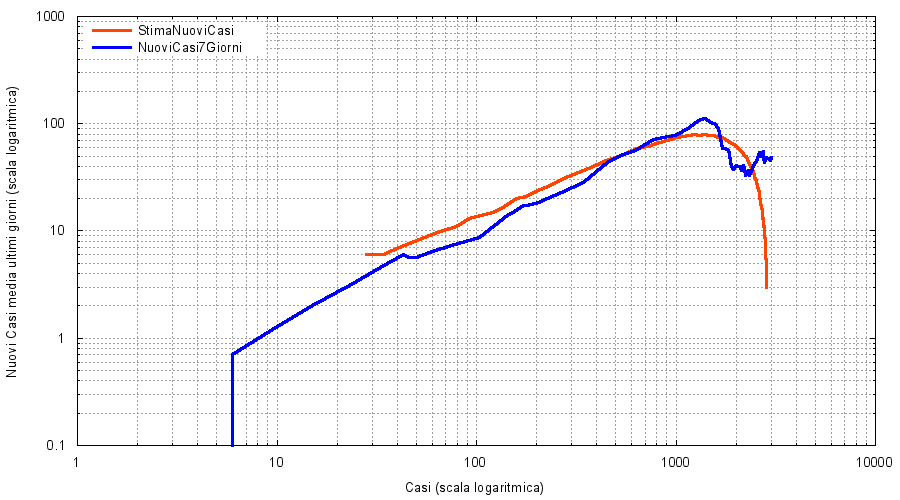 1000
100
10
1
0.1
StimaNuoviCasi
NuoviCasi7Giorni
Nuovi Casi media ultimi giorni (scala logaritmica)
1 10 100 1000 10000
Casi (scala logaritmica)